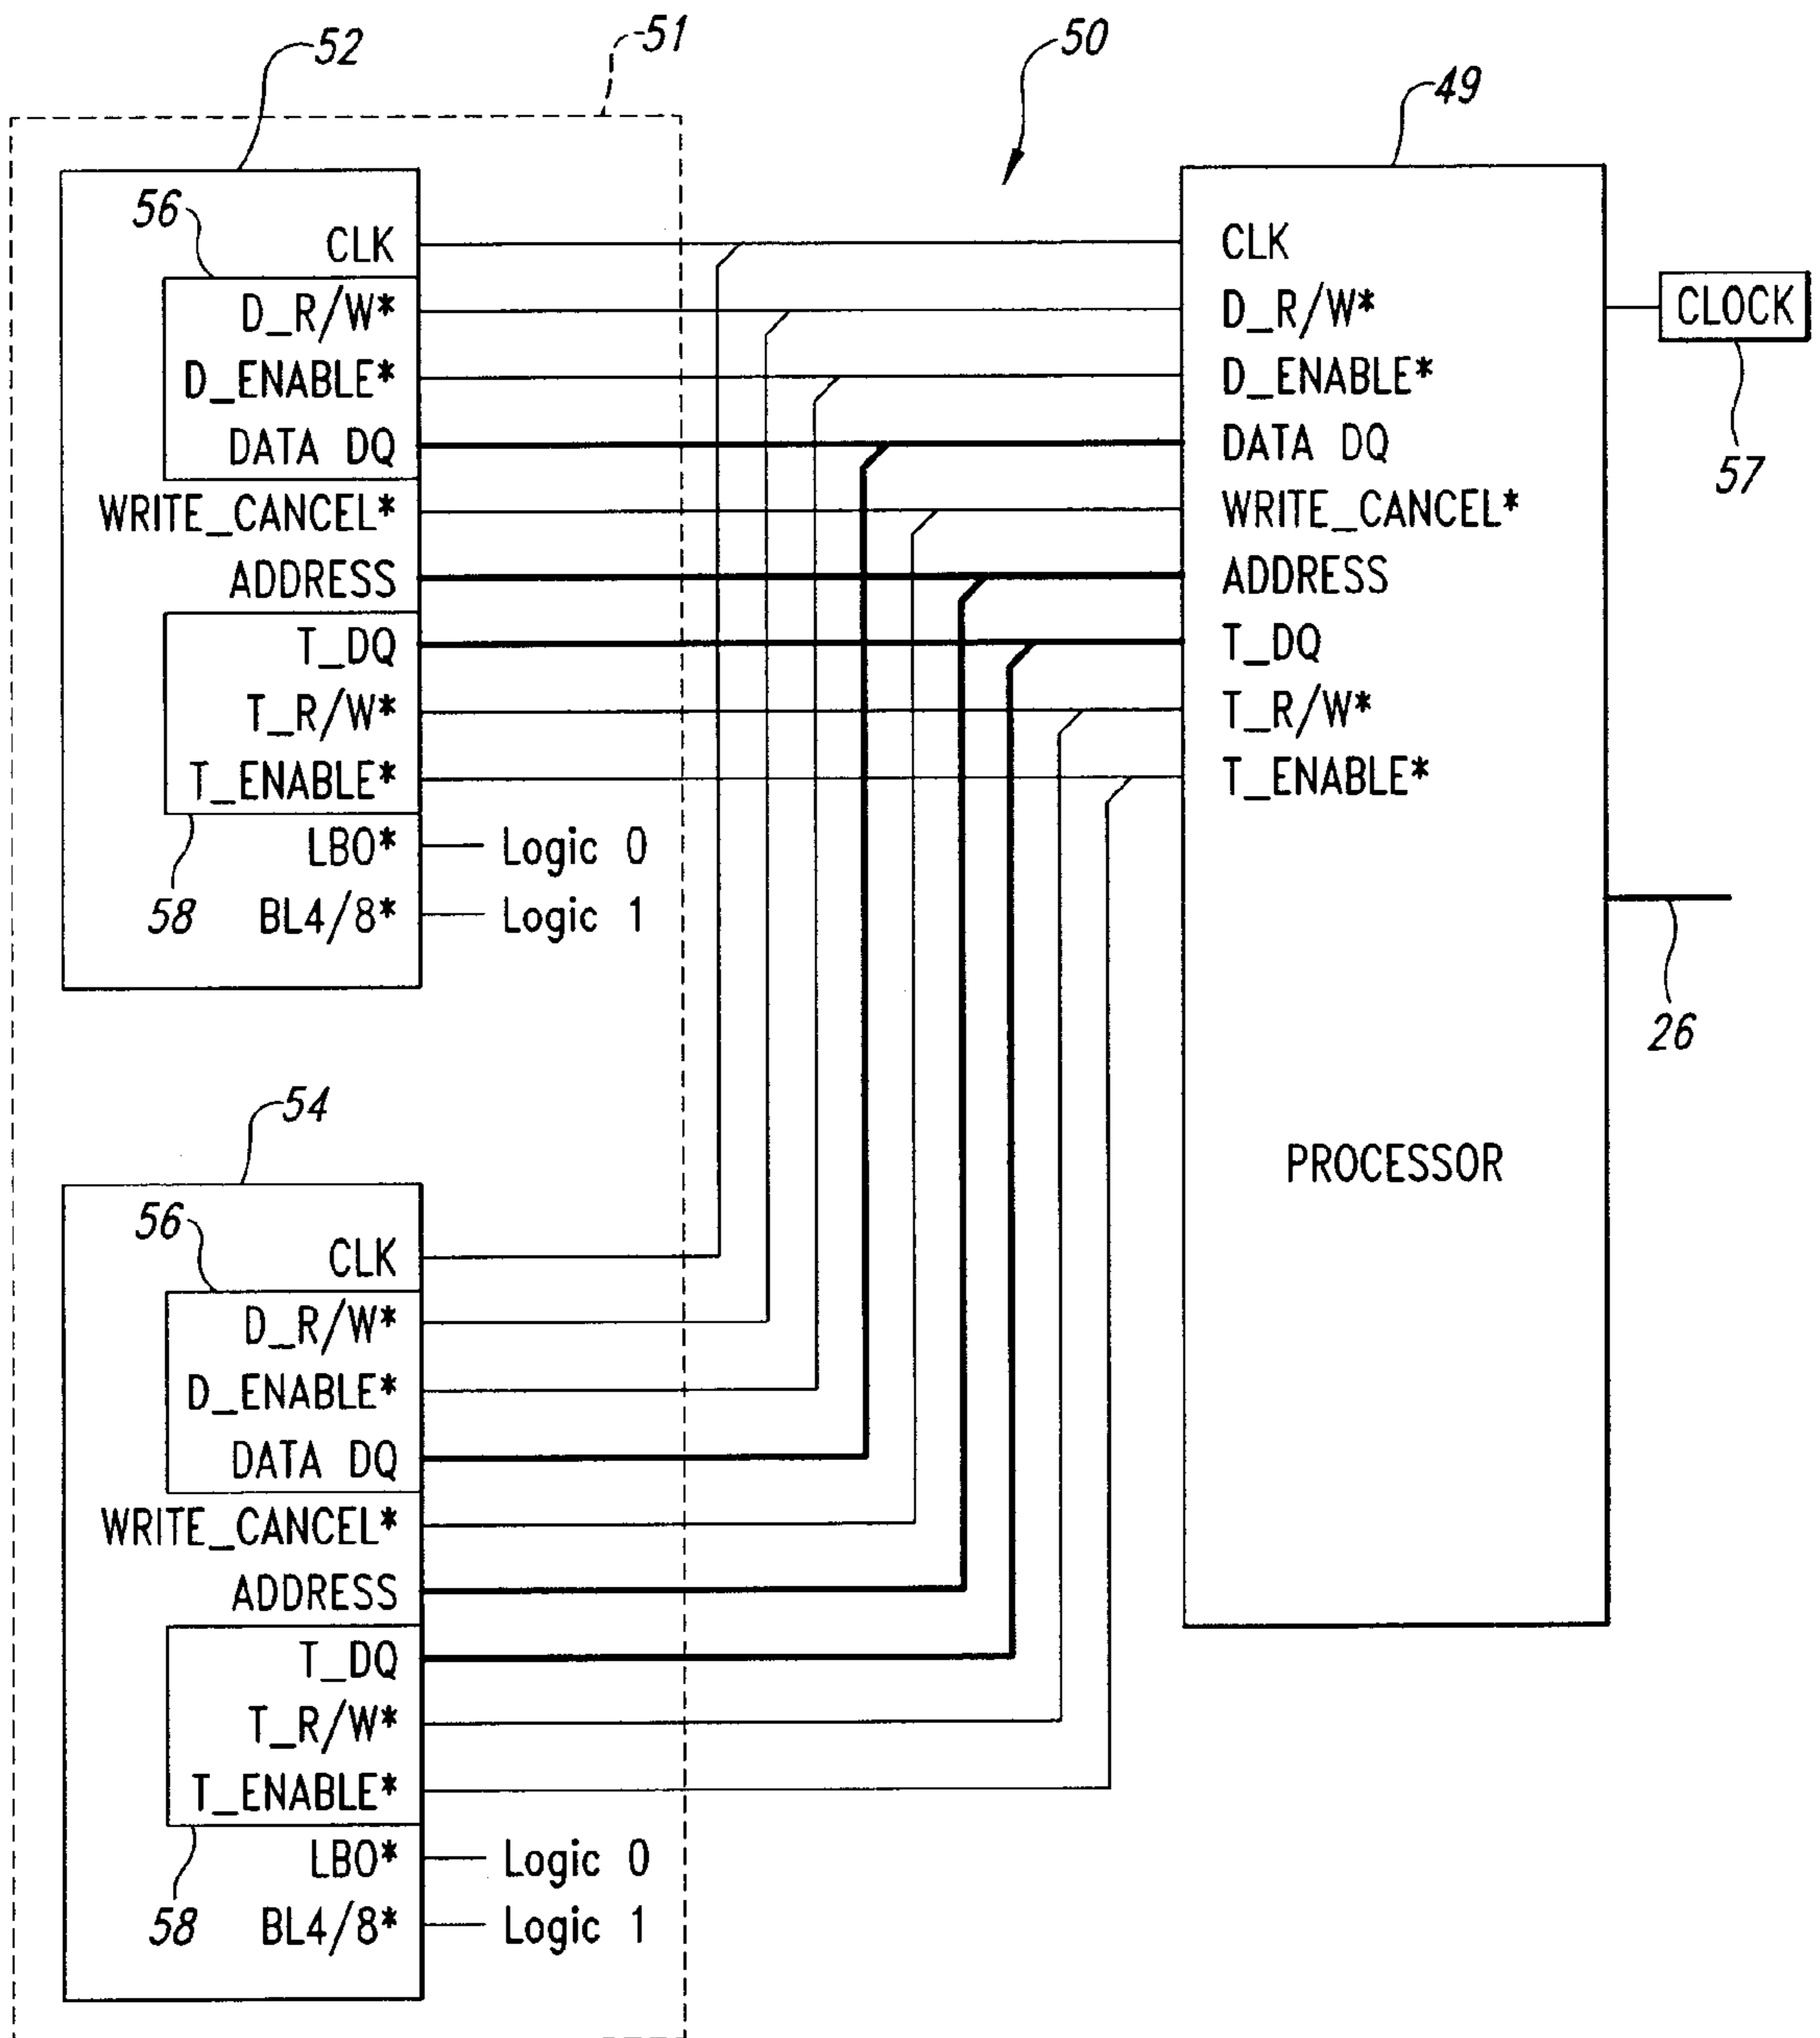 52
51
50
49
56
CLK
D_R/W*
D_ENABLE*
DATA DQ
WRITE_CANCEL*
ADDRESS
T_DQ
T_R/W*
T_ENABLE*
LBO*
Logic 0
58
BL4/8*
Logic 1
CLK
D_R/W*
D_ENABLE*
DATA DQ
WRITE_CANCEL*
ADDRESS
T_DQ
T_R/W*
T_ENABLE*
PROCESSOR
CLOCK
57
26
54
56
CLK
D_R/W*
D_ENABLE*
DATA DQ
WRITE_CANCEL*
ADDRESS
T_DQ
T_R/W*
T_ENABLE*
LBO*
Logic 0
58
BL4/8*
Logic 1